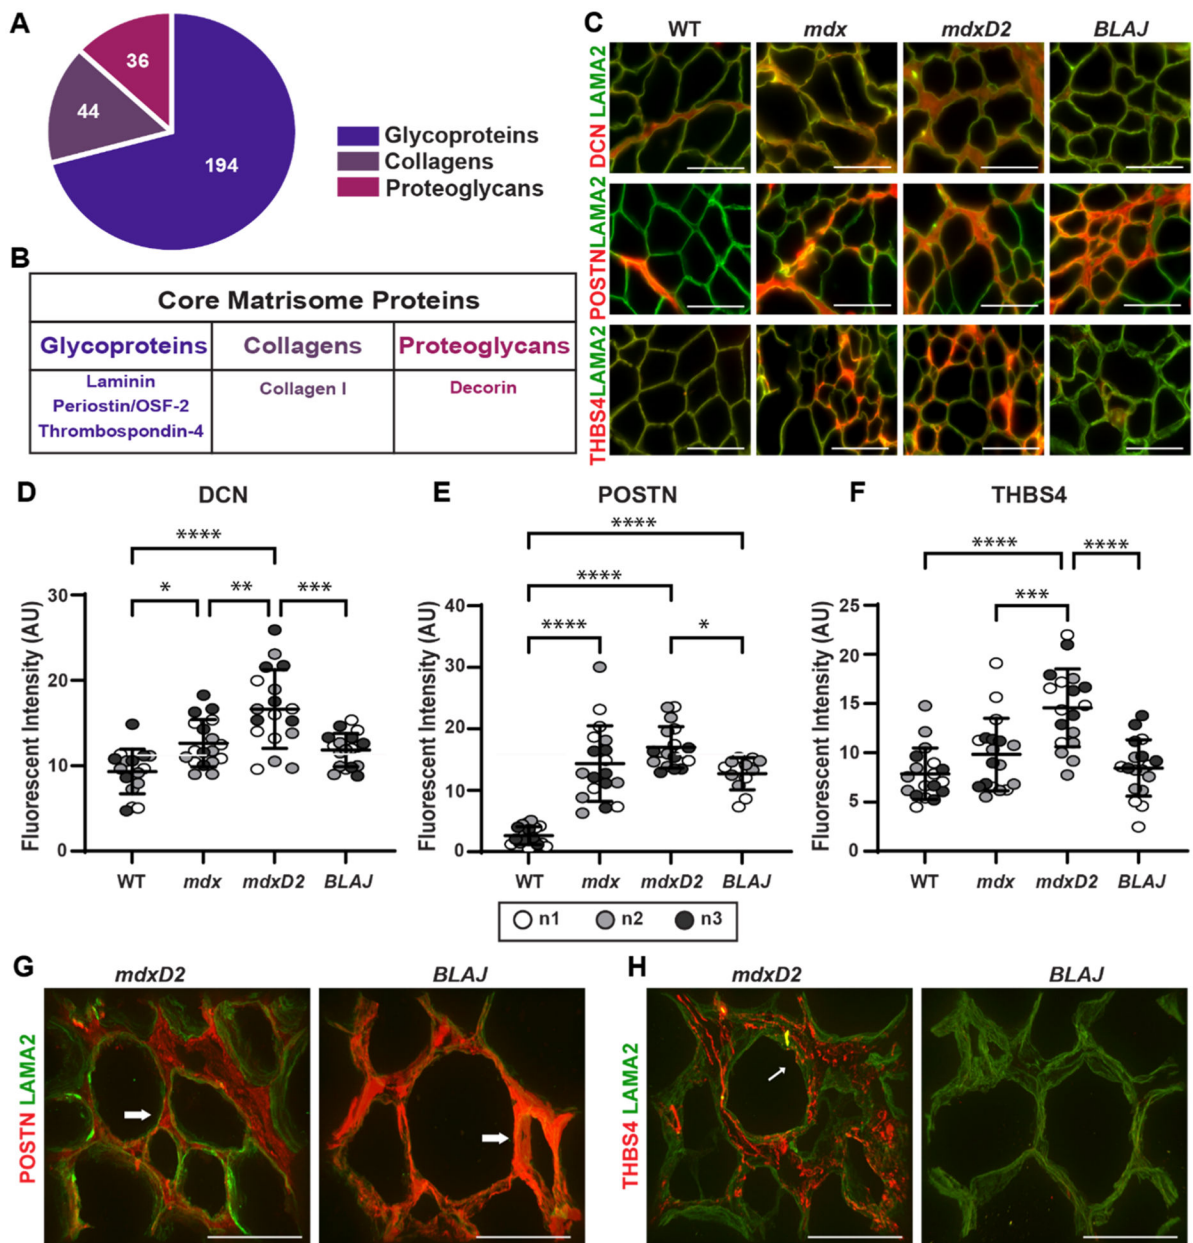 A
36
44
194
Glycoproteins
Collagens
Proteoglycans
B
Core Matrisome Proteins
Glycoproteins Collagens Proteoglycans
Laminin
Periostin/OSF-2
Thrombospondin-4
Collagen I
Decorin
C
WT mdx mdxD2 BLAJ
DCN LAMA2
POSTNLAMA2
THBS4LAMA2
D DCN
****
* ** ***
Fluorescent Intensity (AU)
30
20
10
0
WT mdx mdxD2 BLAJ
E POSTN
****
****
**** *
Fluorescent Intensity (AU)
40
30
20
10
0
WT mdx mdxD2 BLAJ
F THBS4
**** ****
***
Fluorescent Intensity (AU)
25
20
15
10
5
0
WT mdx mdxD2 BLAJ
n1 n2 n3
G mdxD2 BLAJ
POSTN LAMA2
H mdxD2 BLAJ
THBS4 LAMA2